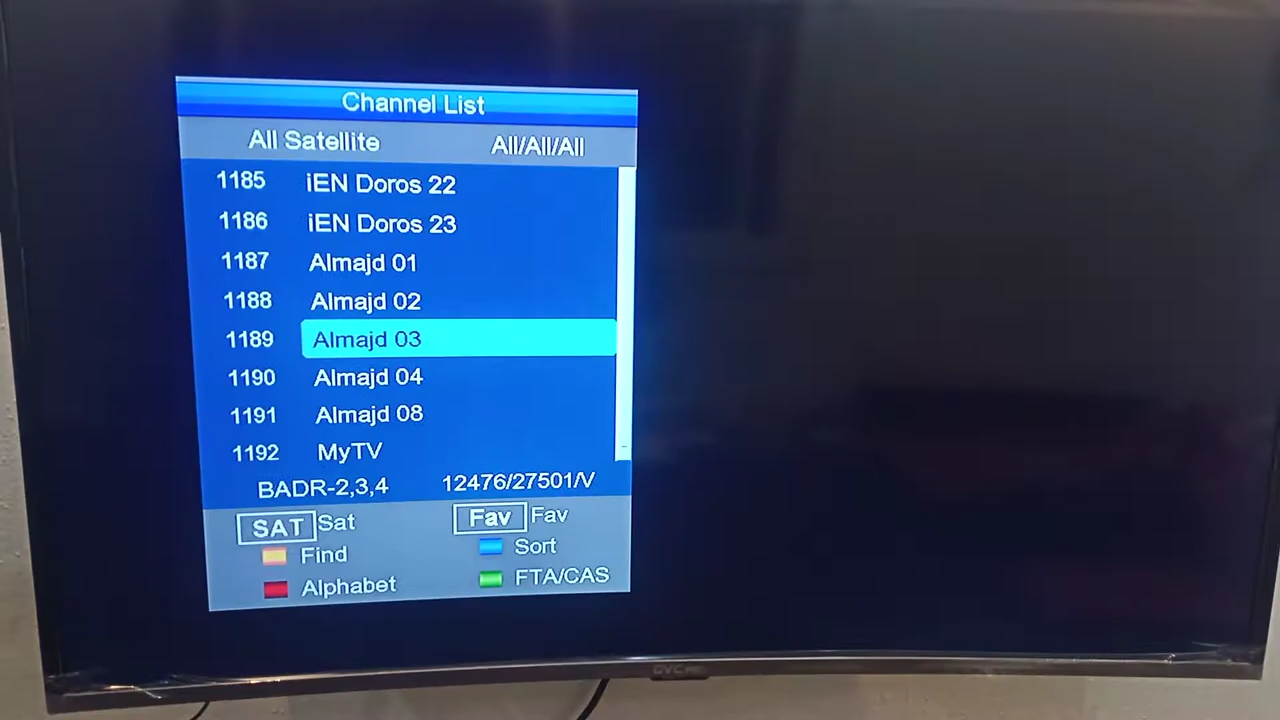 Channel List
All Satellite All/All/All
1185 iEN Doros 22
1186 iEN Doros 23
1187 Almajd 01
1188 Almajd 02
1189 Almajd 03
1190 Almajd 04
1191 Almajd 08
1192 MyTV
BADR-2,3,4 12476/27501/V
SAT Sat Fav Fav
Find Sort
Alphabet FTA/CAS